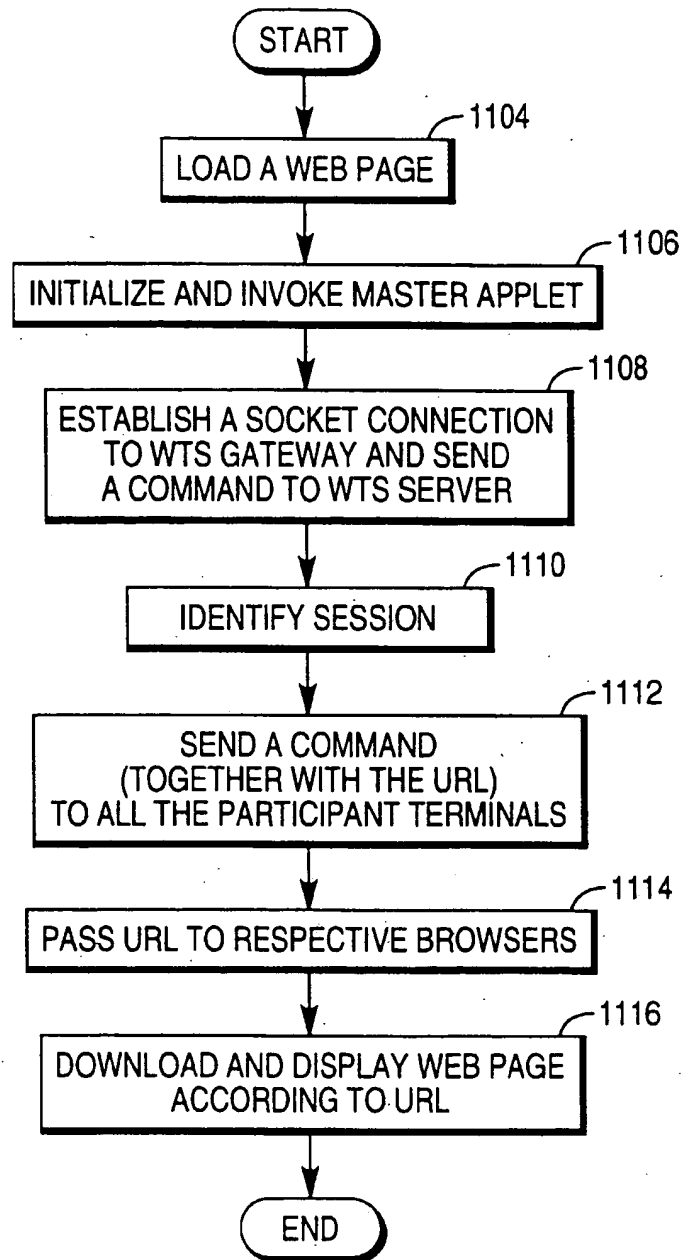 START
1104
LOAD A WEB PAGE
1106
INITIALIZE AND INVOKE MASTER APPLET
1108
ESTABLISH A SOCKET CONNECTION
TO WTS GATEWAY AND SEND
A COMMAND TO WTS SERVER
1110
IDENTIFY SESSION
1112
SEND A COMMAND
(TOGETHER WITH THE URL)
TO ALL THE PARTICIPANT TERMINALS
1114
PASS URL TO RESPECTIVE BROWSERS
1116
DOWNLOAD AND DISPLAY WEB PAGE
ACCORDING TO URL
END